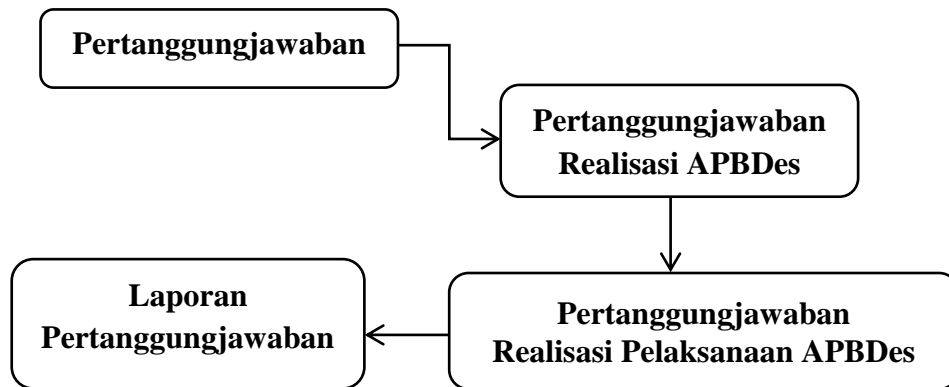 Pertanggungjawaban
Pertanggungjawaban
Realisasi APBDes
Laporan
Pertanggungjawaban
Pertanggungjawaban
Realisasi Pelaksanaan APBDes